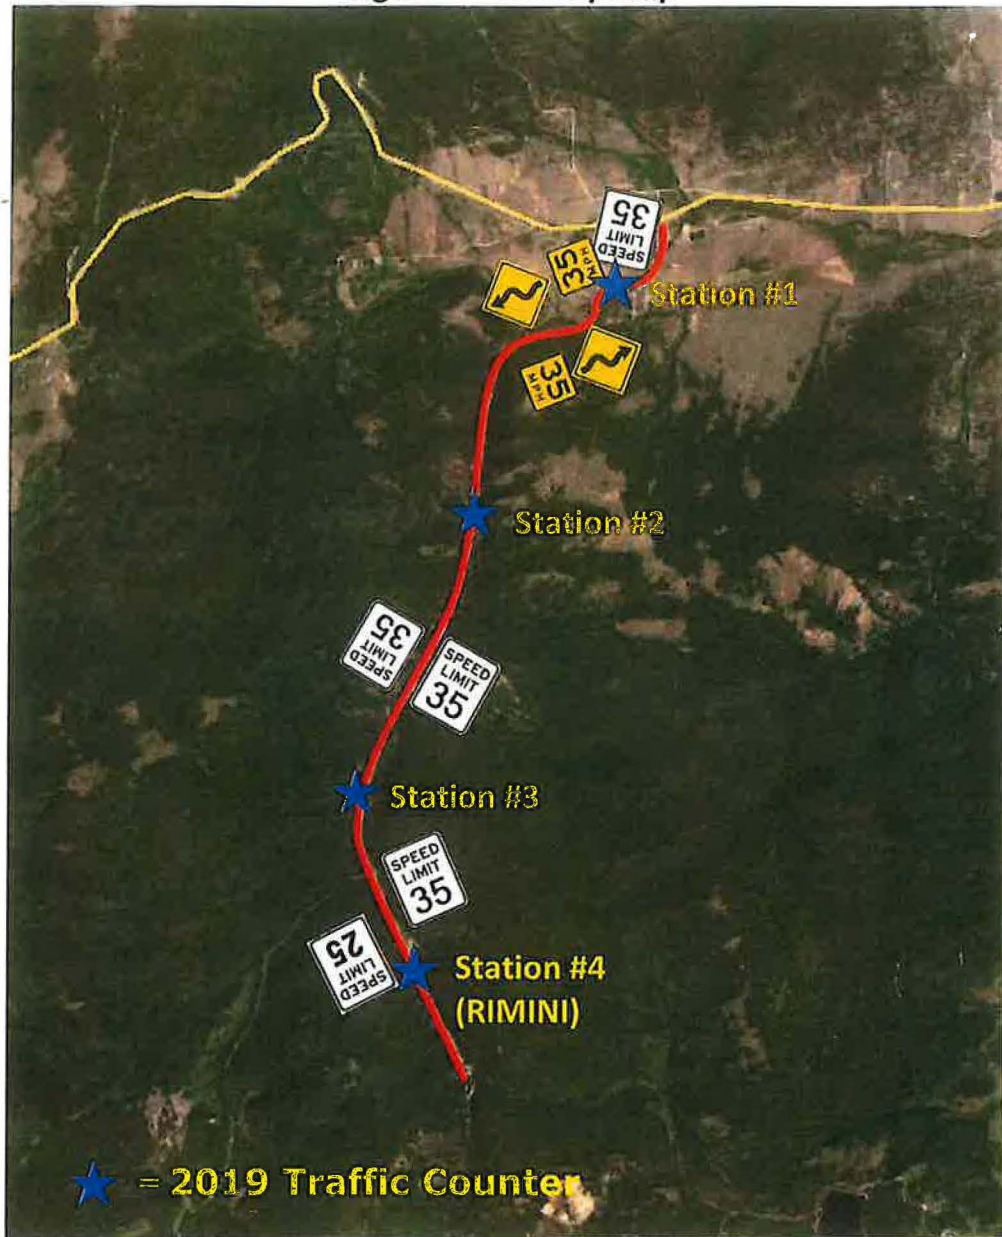 SPEED
LIMIT
35
35
MPH
Station #1
35
MPH
Station #2
SPEED
LIMIT
35
SPEED
LIMIT
35
Station #3
SPEED
LIMIT
35
SPEED
LIMIT
25
Station #4
(RIMINI)
= 2019 Traffic Counter